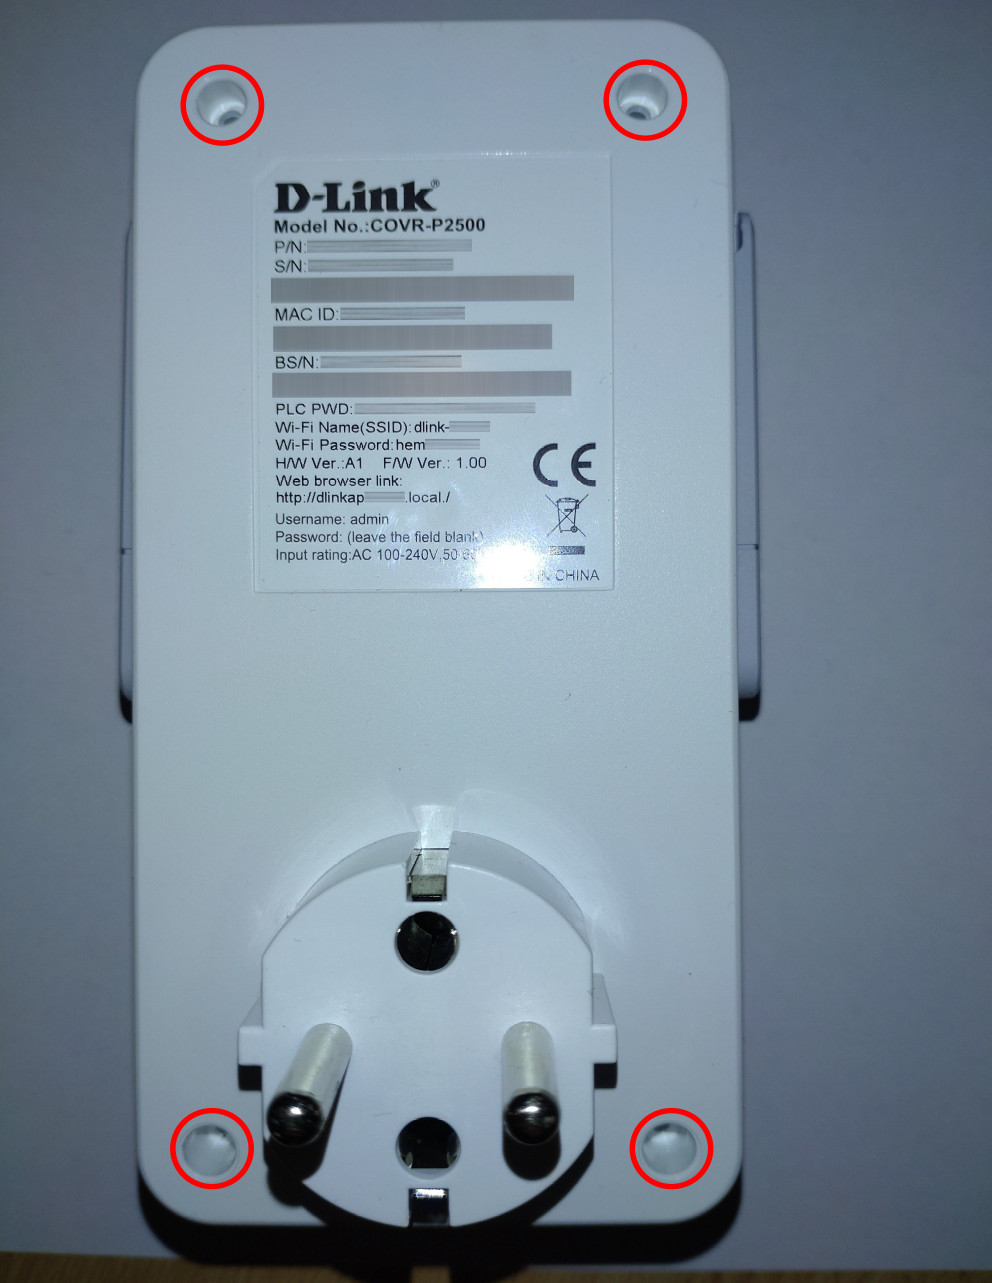 D-Link®
Model No.:COVR-P2500
P/N:
S/N:
MAC ID:
BS/N:
PLC PWD:
Wi-Fi Name(SSID): dlink-
Wi-Fi Password: hem
H/W Ver.:A1 F/W Ver.: 1.00
Web browser link:
http://dlinkap .local./
Username: admin
Password: (leave the field blank)
Input rating:AC 100-240V,50
CE
CHINA